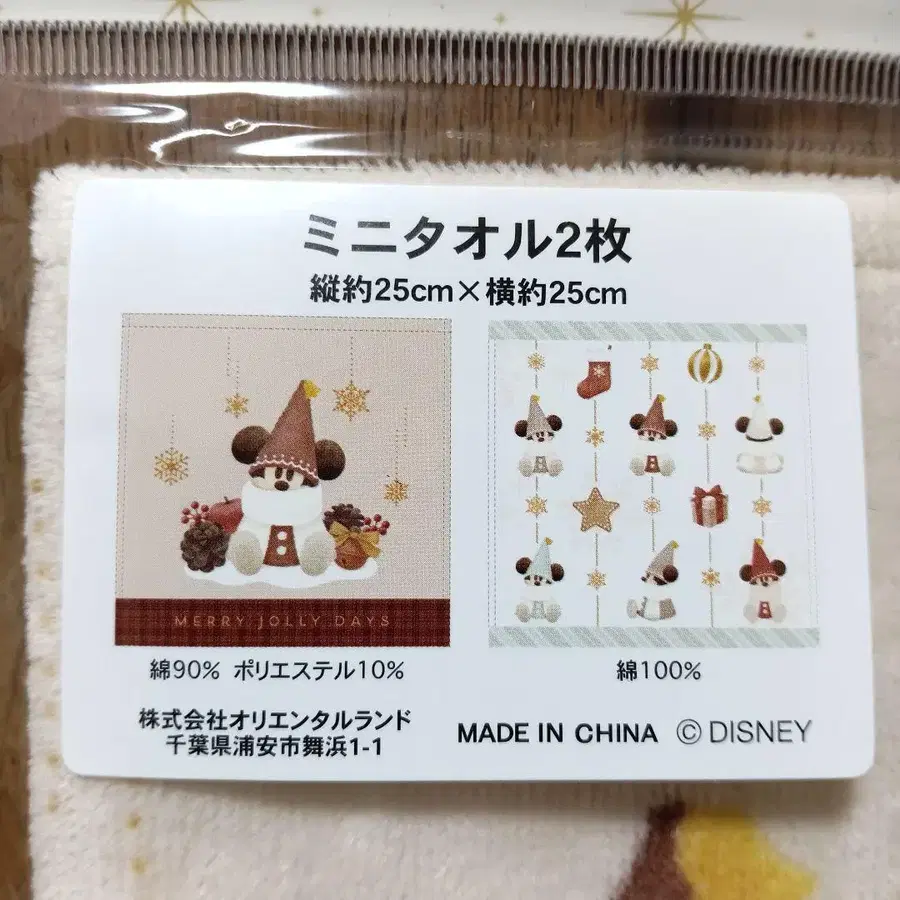 ミニタオル2枚
縦約25cm×横約25cm
MERRY JOLLY DAYS
綿90% ポリエステル10%
綿100%
株式会社オリエンタルランド
千葉県浦安市舞浜1-1
MADE IN CHINA ©DISNEY